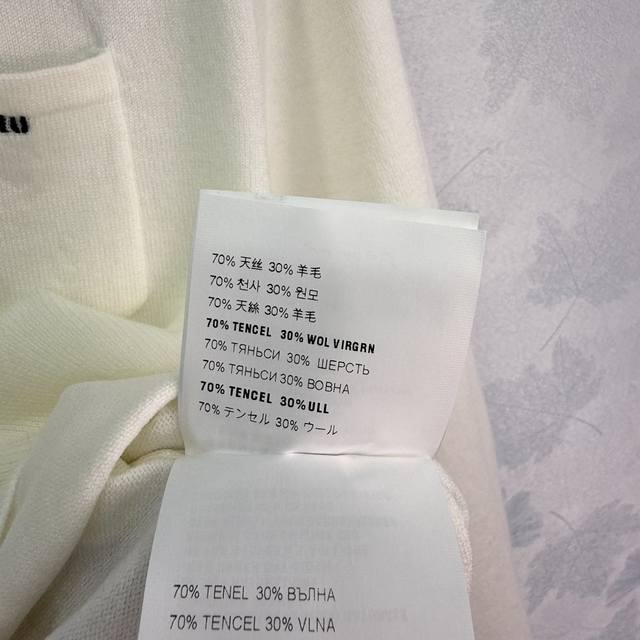 70% 天丝 30% 羊毛
70% 천사 30% 원모
70% 天絲 30% 羊毛
70% TENCEL 30% WOL VIRGRN
70% ТЯНЬСИ 30% ШЕРСТЬ
70% ТЯНЬСИ 30% ВОВНА
70% TENCEL 30% ULL
70% テンセル 30% ウール
70% TENEL 30% ВЪЛНА
70% TENCEL 30% VLNA